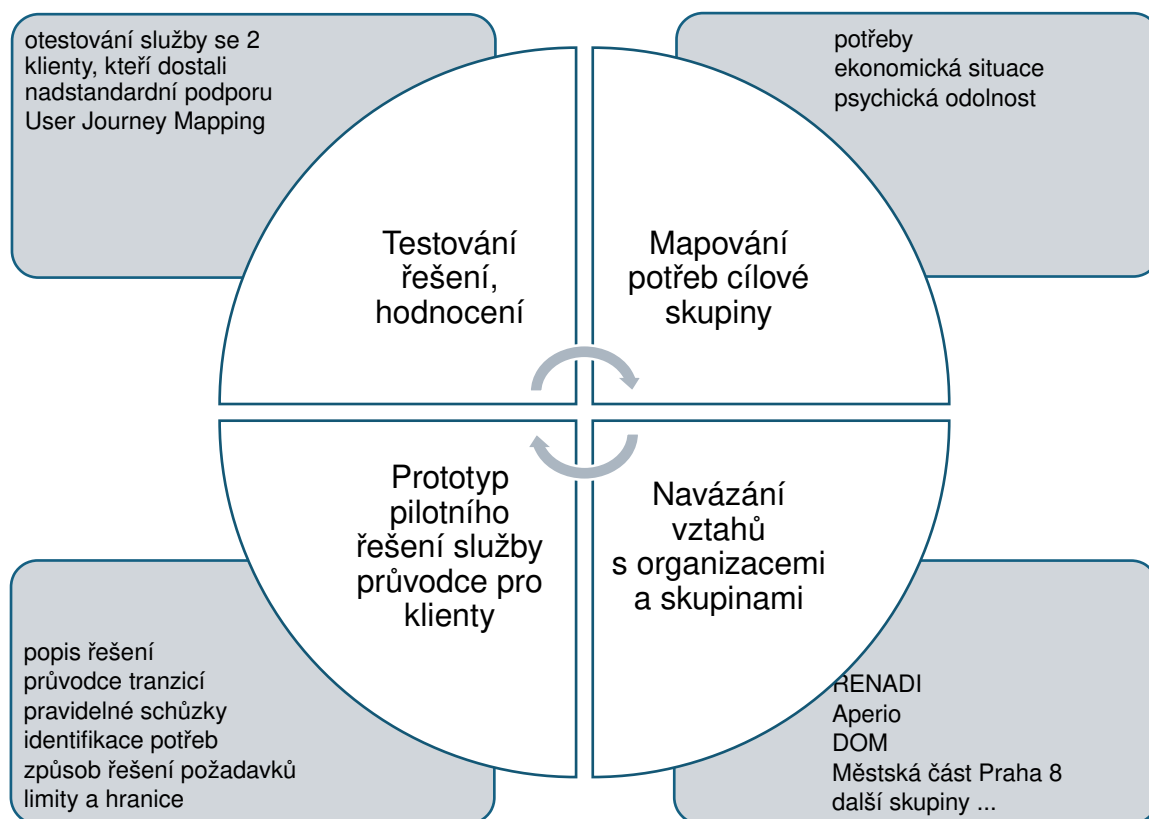 otestování služby se 2
klienty, kteří dostali
nadstandardní podporu
User Journey Mapping
potřeby
ekonomická situace
psychická odolnost
Testování
řešení,
hodnocení
Mapování
potřeb cílové
skupiny
Prototyp
pilotního
řešení služby
průvodce pro
klienty
Navázání
vztahů
s organizacemi
a skupinami
popis řešení
průvodce tranzicí
pravidelné schůzky
identifikace potřeb
způsob řešení požadavků
limity a hranice
RENADI
Aperio
DOM
Městská část Praha 8
další skupiny ...